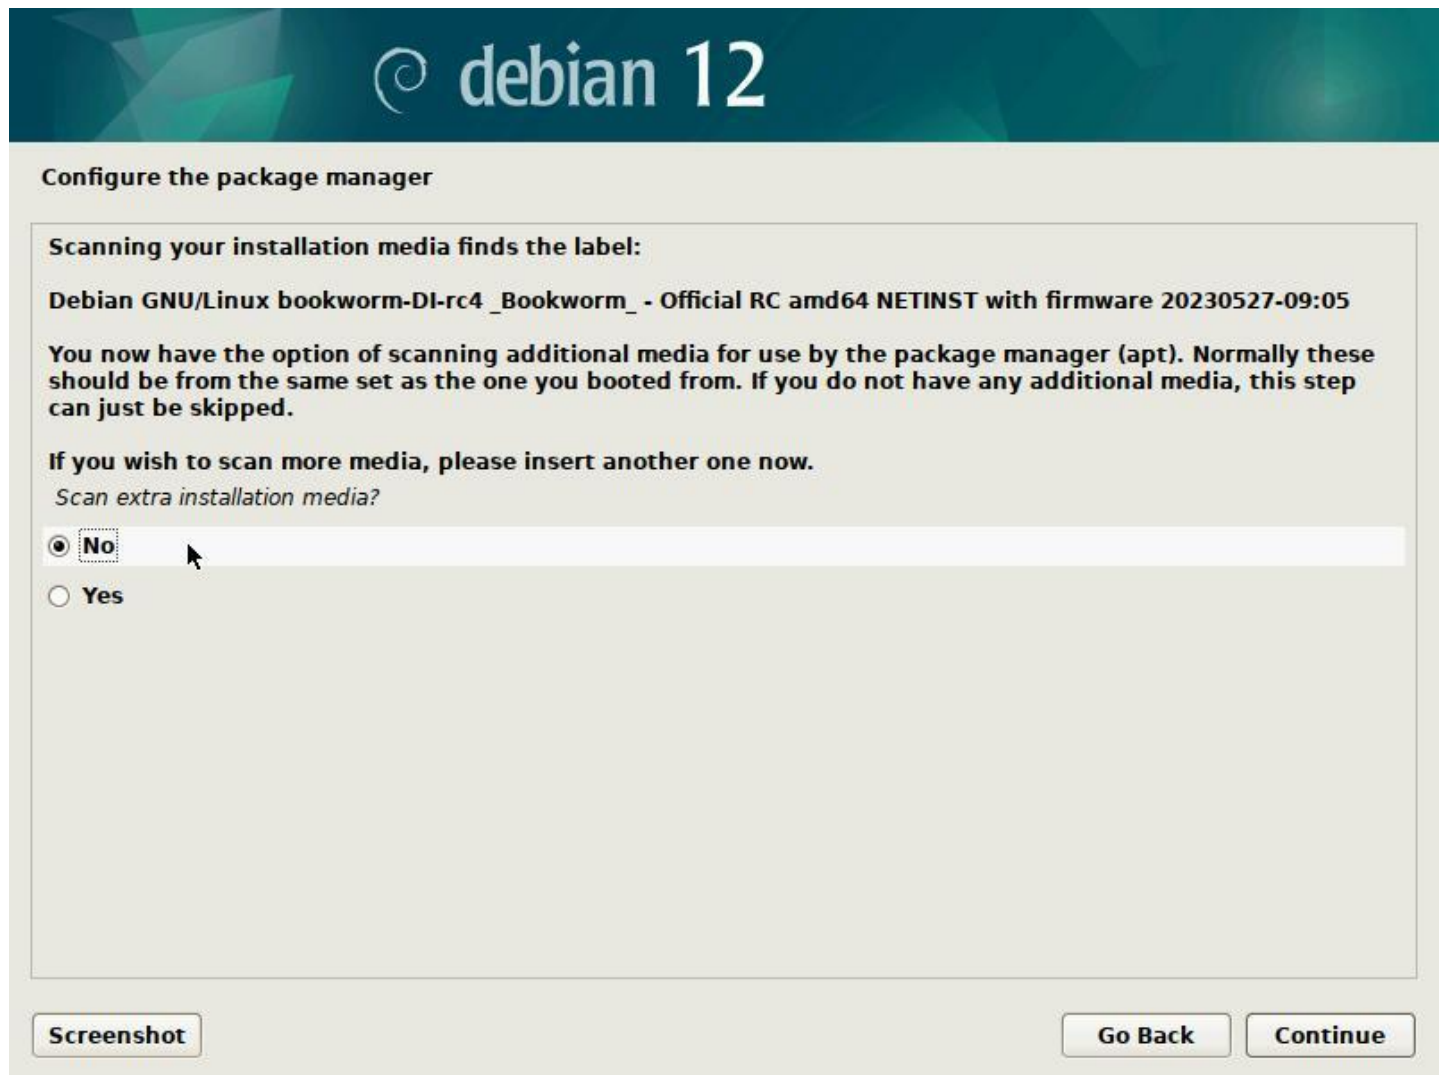 debian 12
Configure the package manager
Scanning your installation media finds the label:
Debian GNU/Linux bookworm-DI-rc4 _Bookworm_ - Official RC amd64 NETINST with firmware 20230527-09:05
You now have the option of scanning additional media for use by the package manager (apt). Normally these
should be from the same set as the one you booted from. If you do not have any additional media, this step
can just be skipped.
If you wish to scan more media, please insert another one now.
Scan extra installation media?
No
Yes
Screenshot
Go Back
Continue